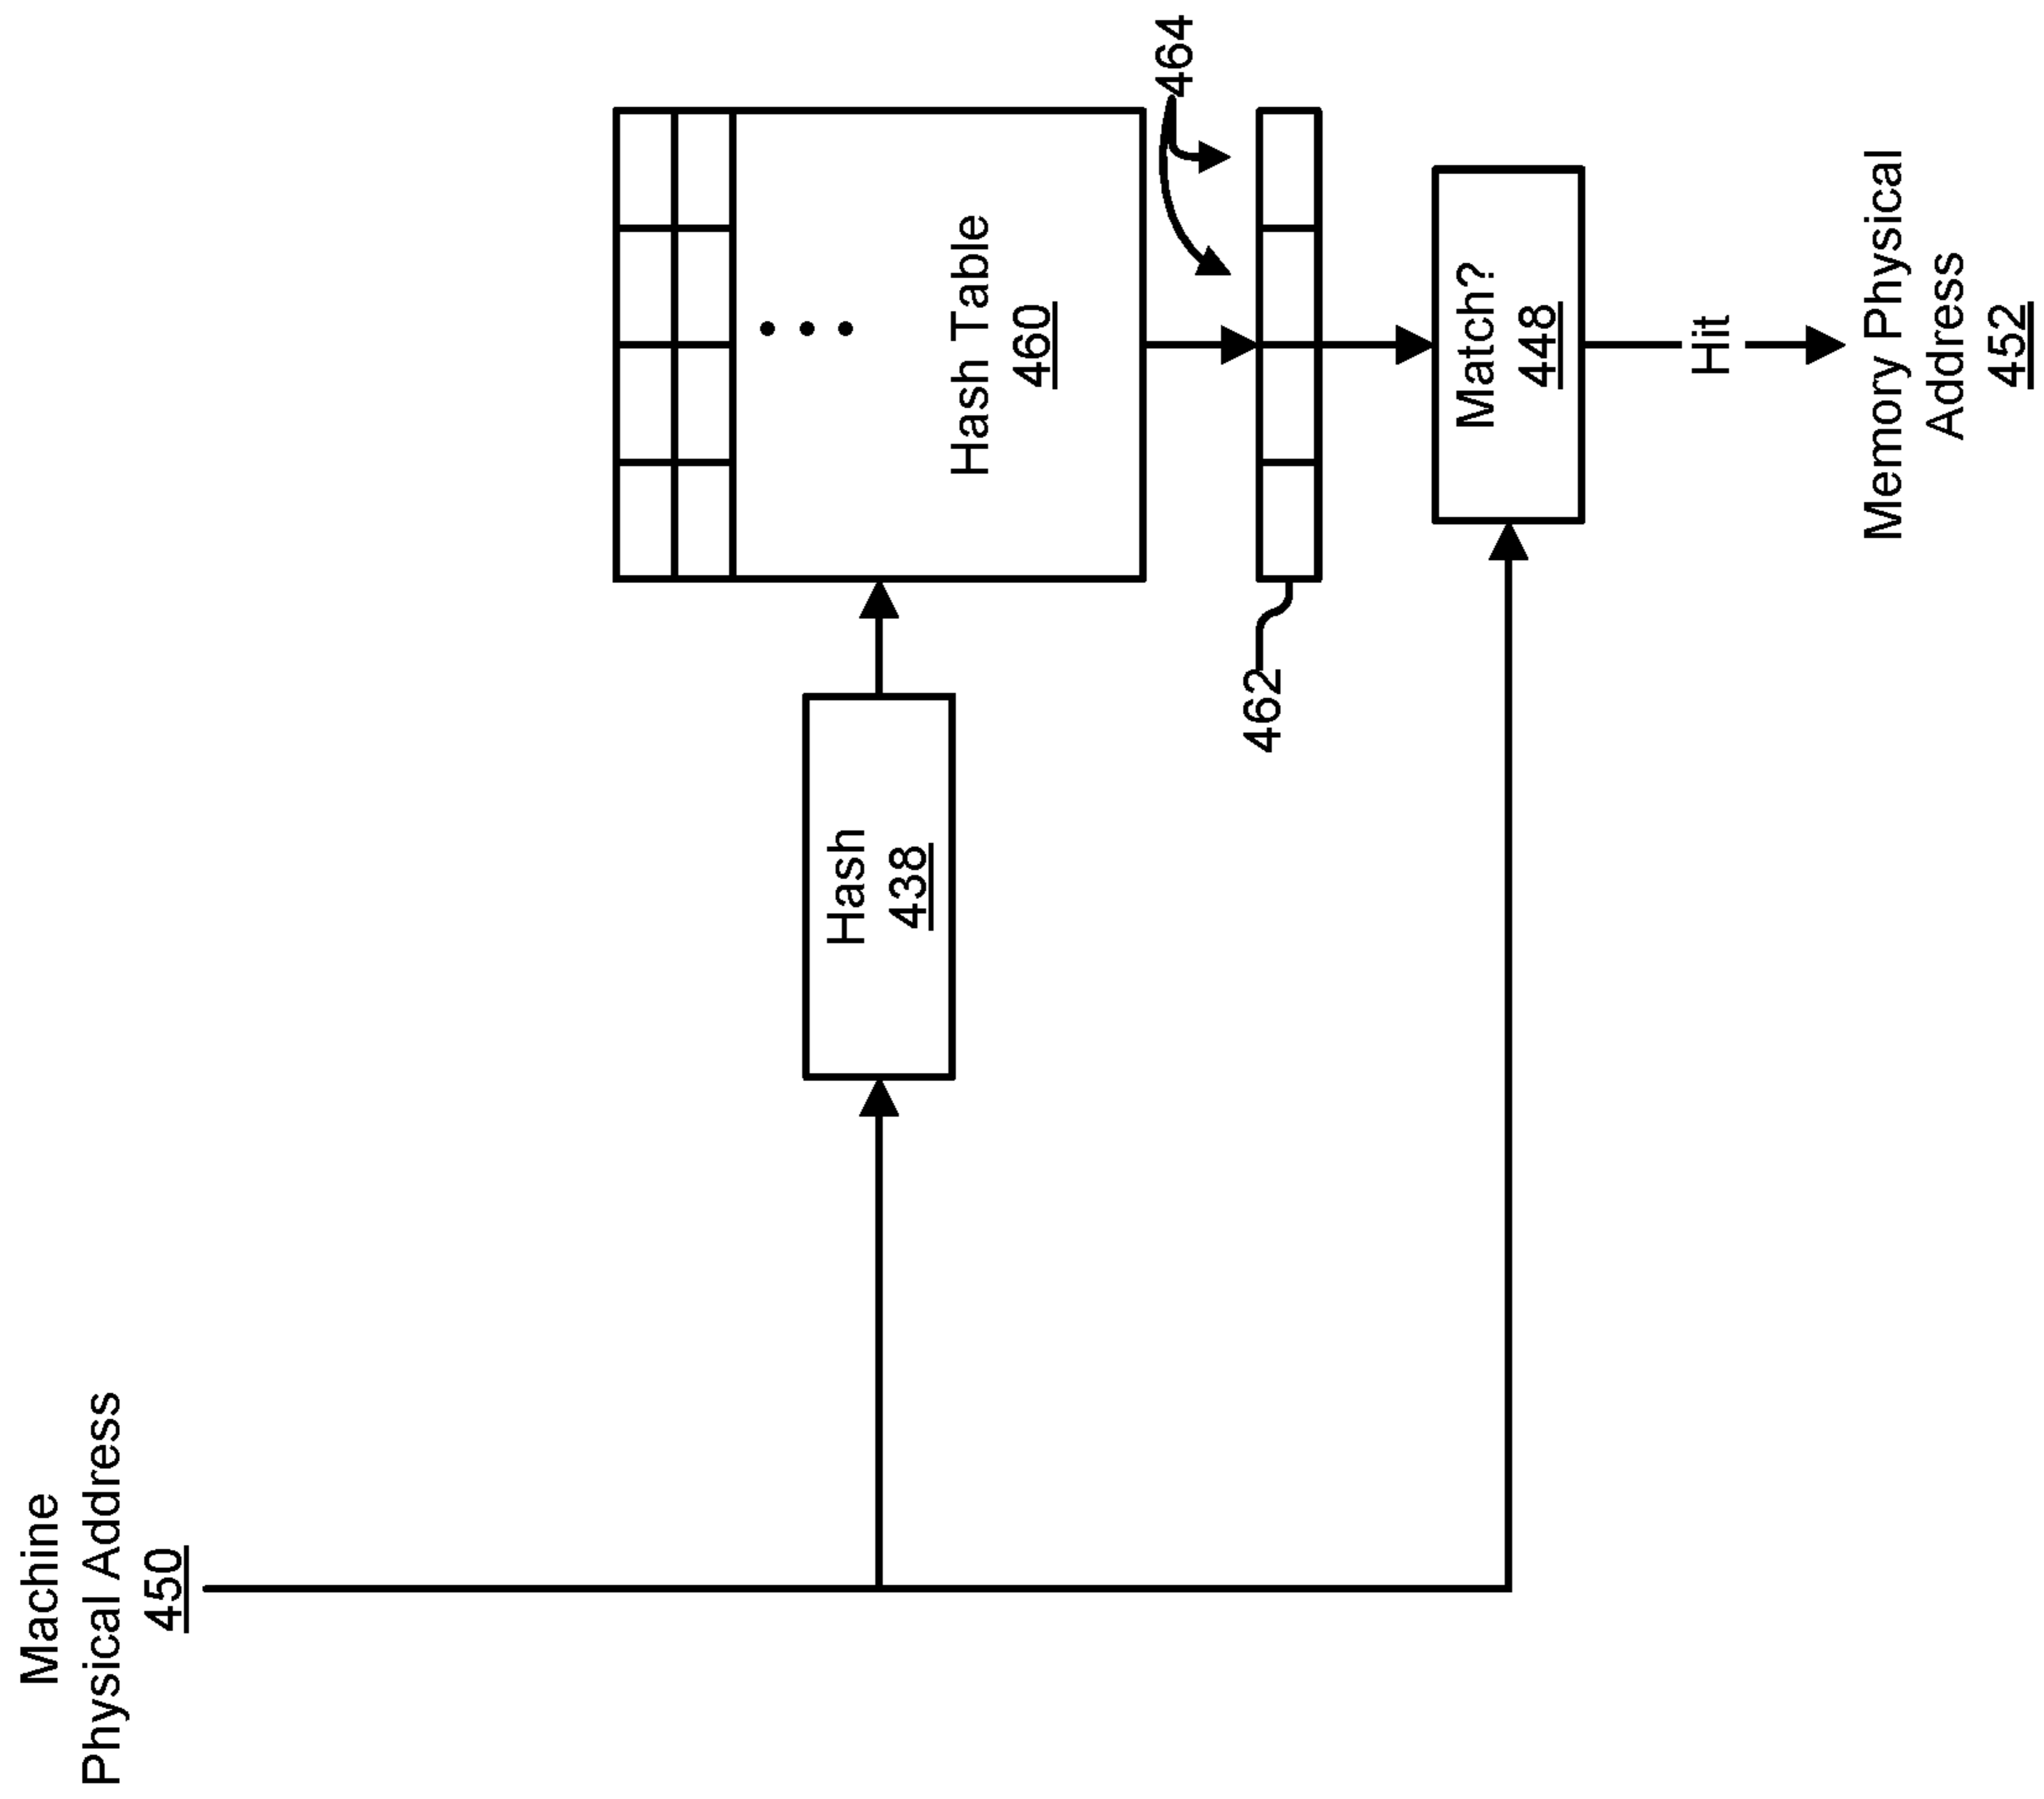 Machine
Physical Address
450
Hash
438
Hash Table
460
464
462
Match?
448
Hit
Memory Physical
Address
452